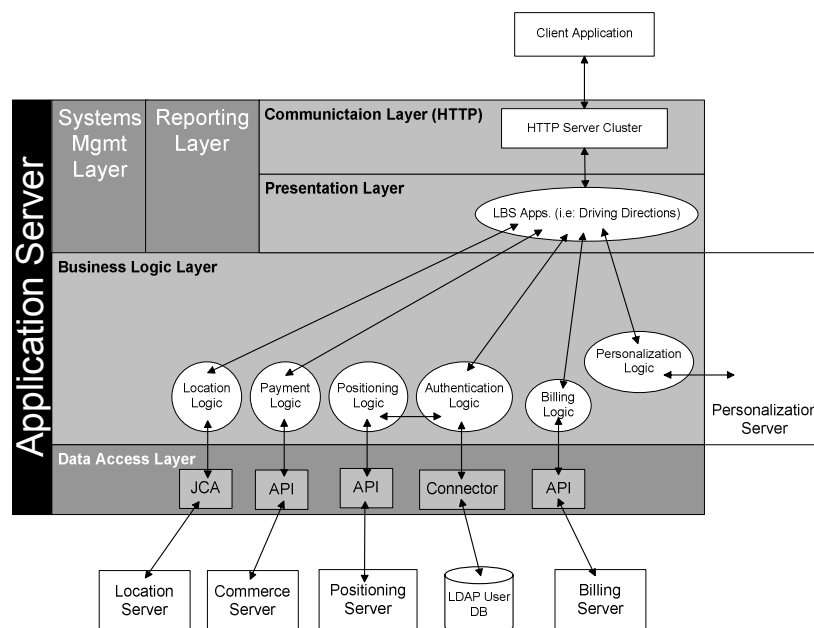 Client Application
Application Server
Systems
Mgmt
Layer
Reporting
Layer
Communictaion Layer (HTTP)
HTTP Server Cluster
Presentation Layer
LBS Apps. (i.e: Driving Directions)
Business Logic Layer
Location
Logic
Payment
Logic
Positioning
Logic
Authentication
Logic
Billing
Logic
Personalization
Logic
Personalization
Server
Data Access Layer
JCA
API
API
Connector
API
Location
Server
Commerce
Server
Positioning
Server
LDAP User
DB
Billing
Server